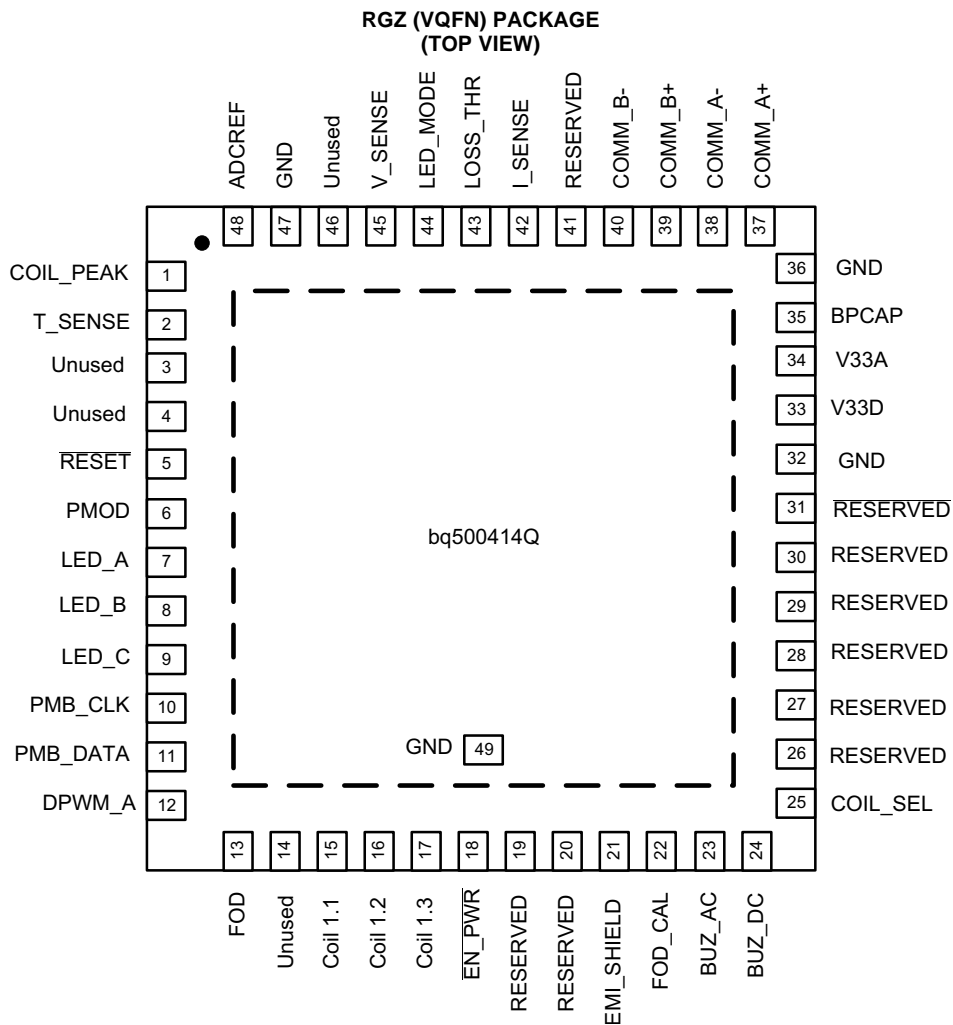 RGZ (VQFN) PACKAGE
(TOP VIEW)
ADCREF
GND
Unused
V_SENSE
LED_MODE
LOSS_THR
I_SENSE
RESERVED
COMM_B-
COMM_B+
COMM_A-
COMM_A+
48
47
46
45
44
43
42
41
40
39
38
37
COIL_PEAK 1
T_SENSE 2
Unused 3
Unused 4
RESET 5
PMOD 6
LED_A 7
LED_B 8
LED_C 9
PMB_CLK 10
PMB_DATA 11
DPWM_A 12
bq500414Q
GND 49
36 GND
35 BPCAP
34 V33A
33 V33D
32 GND
31 RESERVED
30 RESERVED
29 RESERVED
28 RESERVED
27 RESERVED
26 RESERVED
25 COIL_SEL
13
14
15
16
17
18
19
20
21
22
23
24
FOD
Unused
Coil 1.1
Coil 1.2
Coil 1.3
EN_PWR
RESERVED
RESERVED
EMI_SHIELD
FOD_CAL
BUZ_AC
BUZ_DC